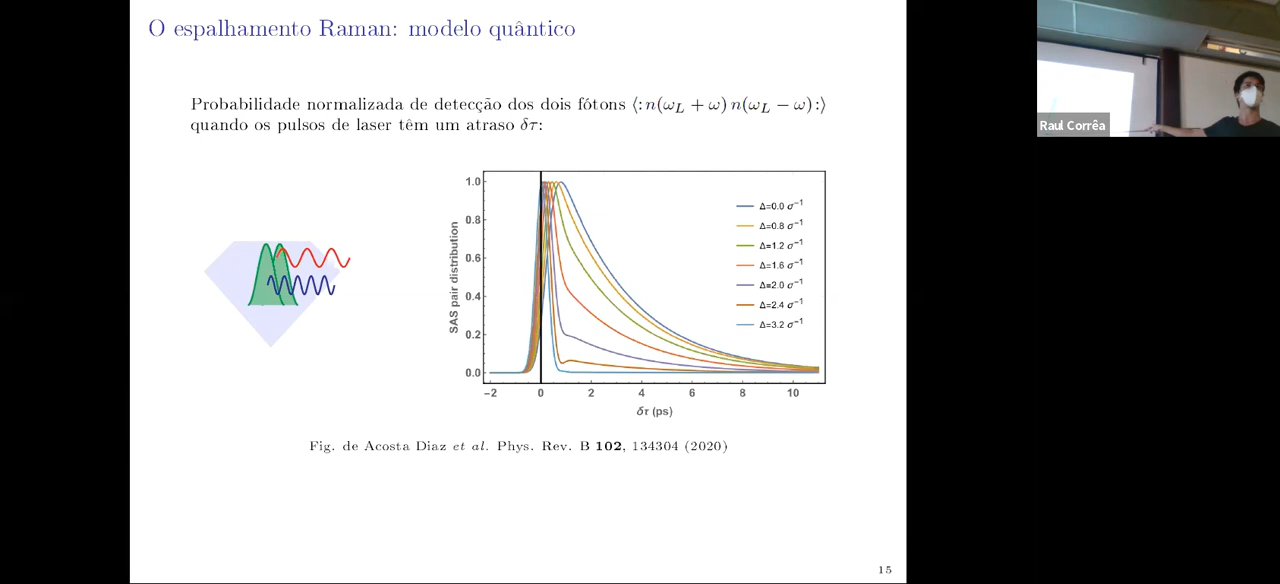 O espalhamento Raman: modelo quântico
Probabilidade normalizada de detecção dos dois fótons ⟨:n(ω_L + ω) n(ω_L − ω):⟩
quando os pulsos de laser têm um atraso δτ:
SAS pair distribution
1.0
0.8
0.6
0.4
0.2
0.0
−2
0
2
4
6
8
10
δτ (ps)
Δ=0.0 σ⁻¹
Δ=0.8 σ⁻¹
Δ=1.2 σ⁻¹
Δ=1.6 σ⁻¹
Δ=2.0 σ⁻¹
Δ=2.4 σ⁻¹
Δ=3.2 σ⁻¹
Fig. de Acosta Diaz et al. Phys. Rev. B 102, 134304 (2020)
15
Raul Corrêa